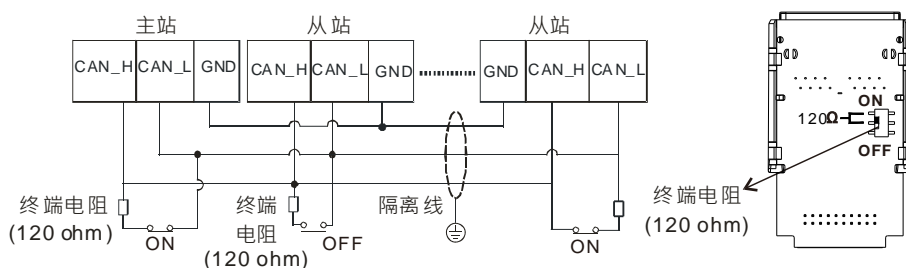 主站
从站
从站
CAN_H CAN_L GND
CAN_H CAN_L GND
GND CAN_H CAN_L
ON
120Ω
OFF
终端电阻
(120 ohm)
ON
终端
电阻
(120 ohm)
OFF
隔离线
ON
终端电阻
(120 ohm)